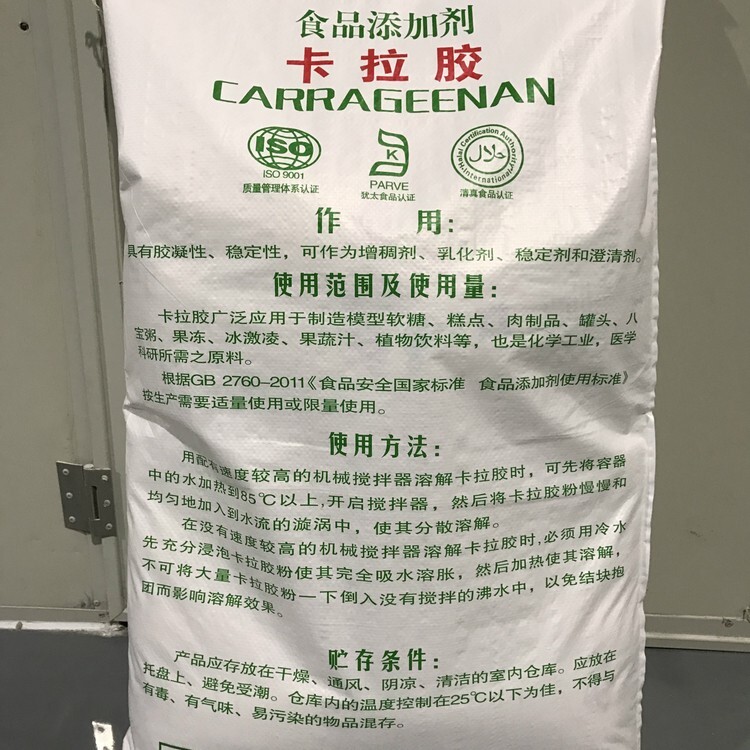 食品添加剂
卡拉胶
CARRAGEENAN
ISO
ISO 9001
质量管理体系认证
K
PARVE
犹太食品认证
Halal Certification Authority International
حلال
清真食品认证
作 用：
具有胶凝性、稳定性，可作为增稠剂、乳化剂、稳定剂和澄清剂。
使用范围及使用量：
卡拉胶广泛应用于制造模型软糖、糕点、肉制品、罐头、八
宝粥、果冻、冰激凌、果蔬汁、植物饮料等，也是化学工业，医学
科研所需之原料。
根据GB 2760-2011《食品安全国家标准 食品添加剂使用标准》
按生产需要适量使用或限量使用。
使用方法：
用配有速度较高的机械搅拌器溶解卡拉胶时，可先将容器
中的水加热到85℃以上,开启搅拌器，然后将卡拉胶粉慢慢和
均匀地加入到水流的漩涡中，使其分散溶解。
在没有速度较高的机械搅拌器溶解卡拉胶时,必须用冷水
先充分浸泡卡拉胶粉使其完全吸水溶胀，然后加热使其溶解，
不可将大量卡拉胶粉一下倒入没有搅拌的沸水中，以免结块抱
团而影响溶解效果。
贮存条件：
产品应存放在干燥、通风、阴凉、清洁的室内仓库。应放在
托盘上、避免受潮。仓库内的温度控制在25℃以下为佳，不得与
有毒、有气味、易污染的物品混存。